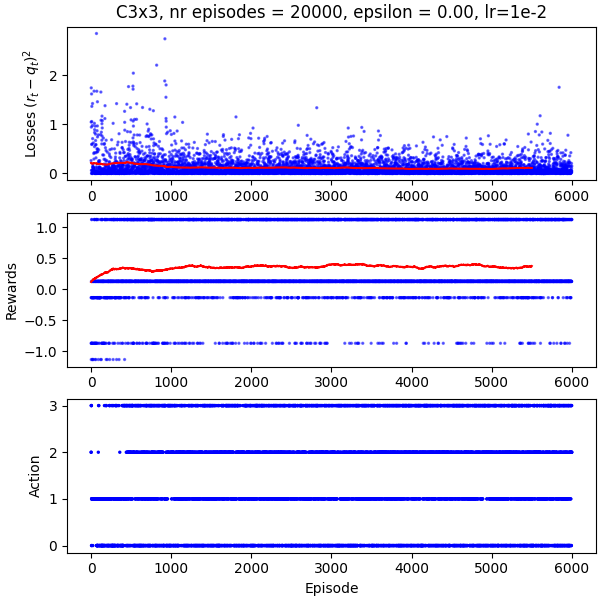 C3x3, nr episodes = 20000, epsilon = 0.00, lr=1e-2
Losses (r_t − q_t)^2
2
1
0
0 1000 2000 3000 4000 5000 6000
Rewards
1.0
0.5
0.0
−0.5
−1.0
0 1000 2000 3000 4000 5000 6000
Action
3
2
1
0
0 1000 2000 3000 4000 5000 6000
Episode